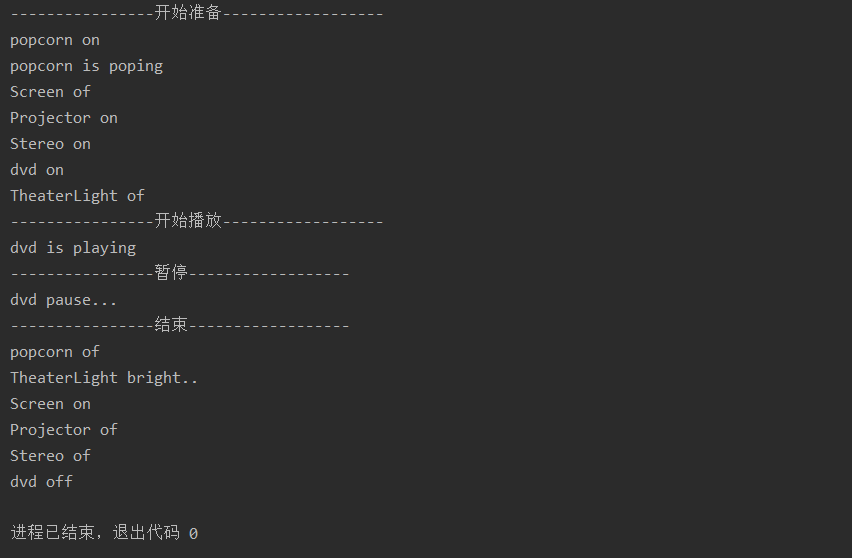 ----------------开始准备------------------
popcorn on
popcorn is poping
Screen of
Projector on
Stereo on
dvd on
TheaterLight of
----------------开始播放------------------
dvd is playing
----------------暂停------------------
dvd pause...
----------------结束------------------
popcorn of
TheaterLight bright..
Screen on
Projector of
Stereo of
dvd off
进程已结束，退出代码 0